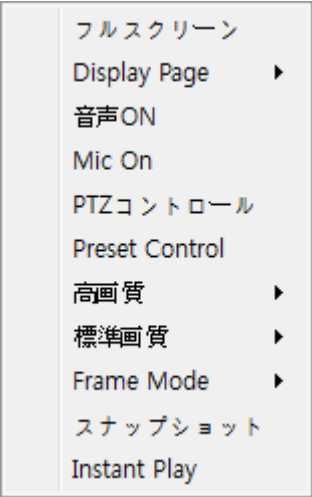 フルスクリーン
Display Page
音声ON
Mic On
PTZコントロール
Preset Control
高画質
標準画質
Frame Mode
スナップショット
Instant Play